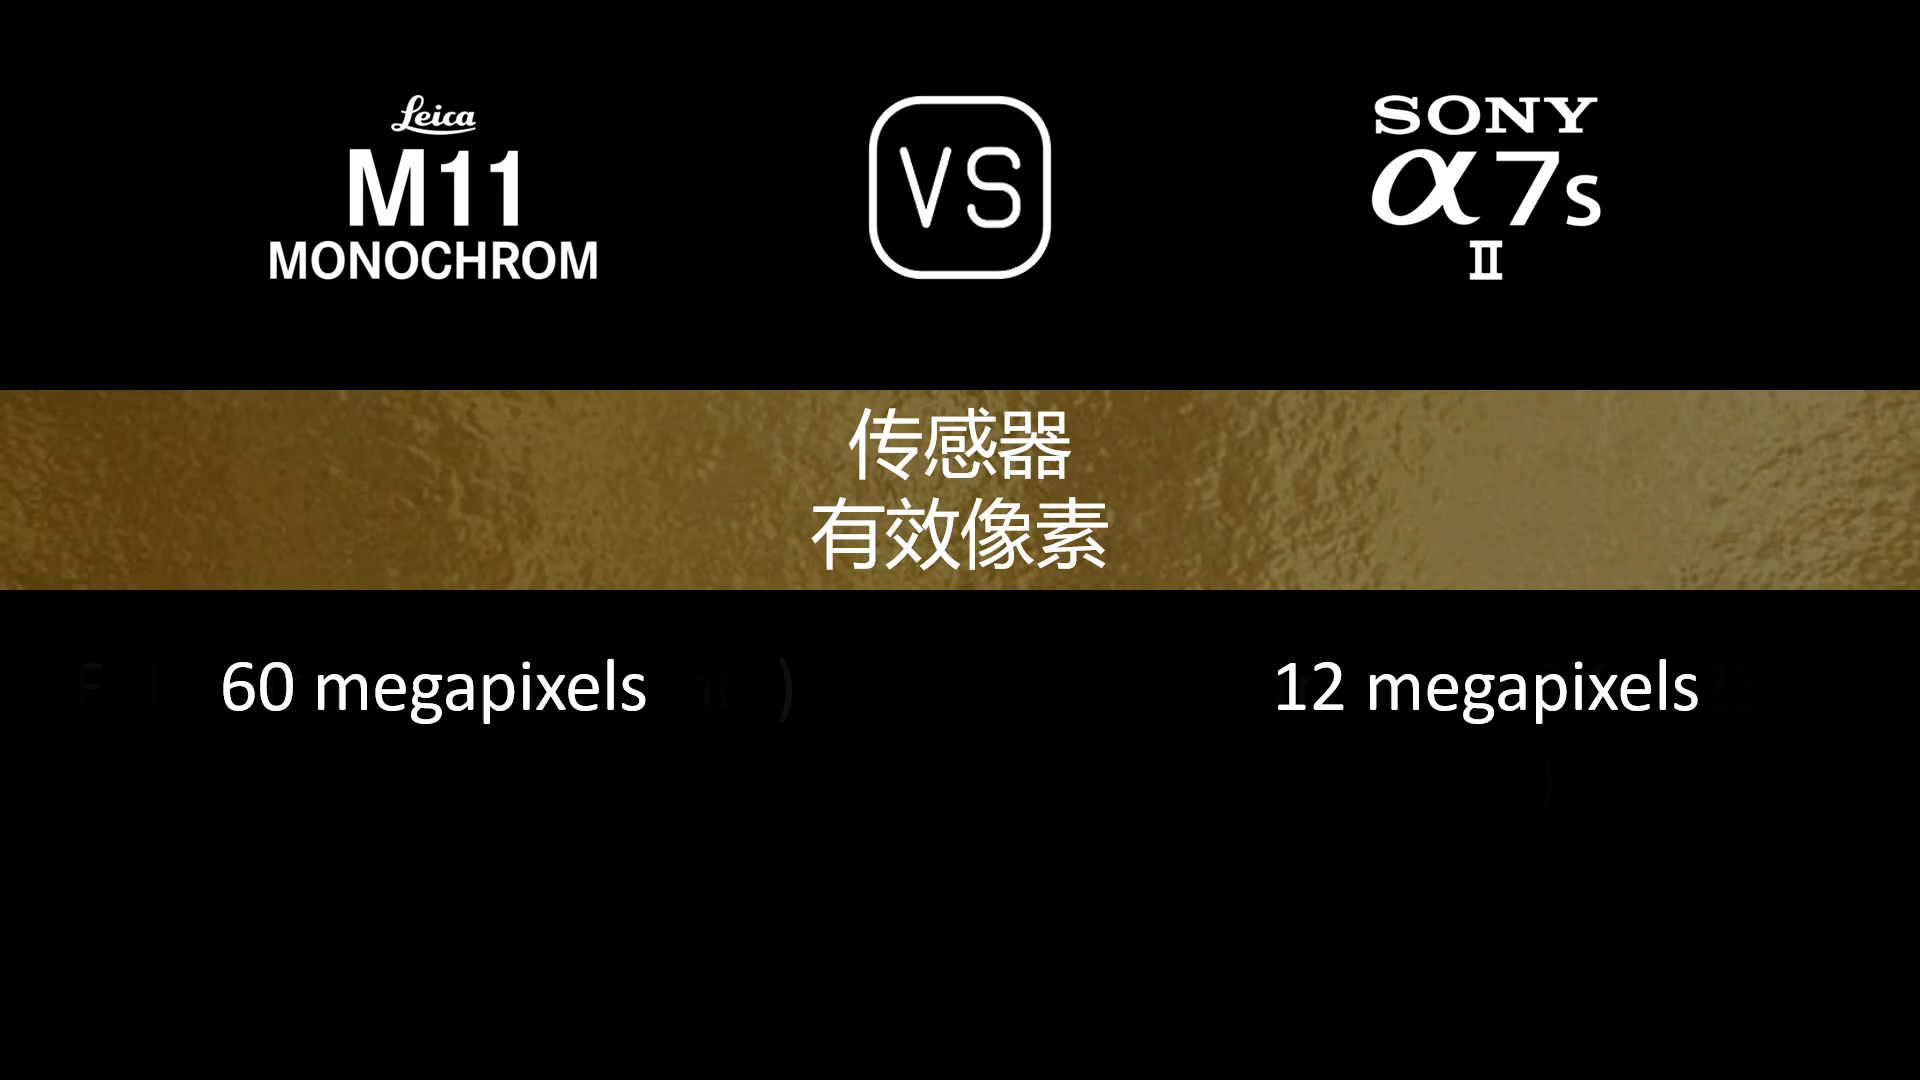 Leica
M11
MONOCHROM
VS
SONY
α7s
II
传感器
有效像素
60 megapixels
12 megapixels